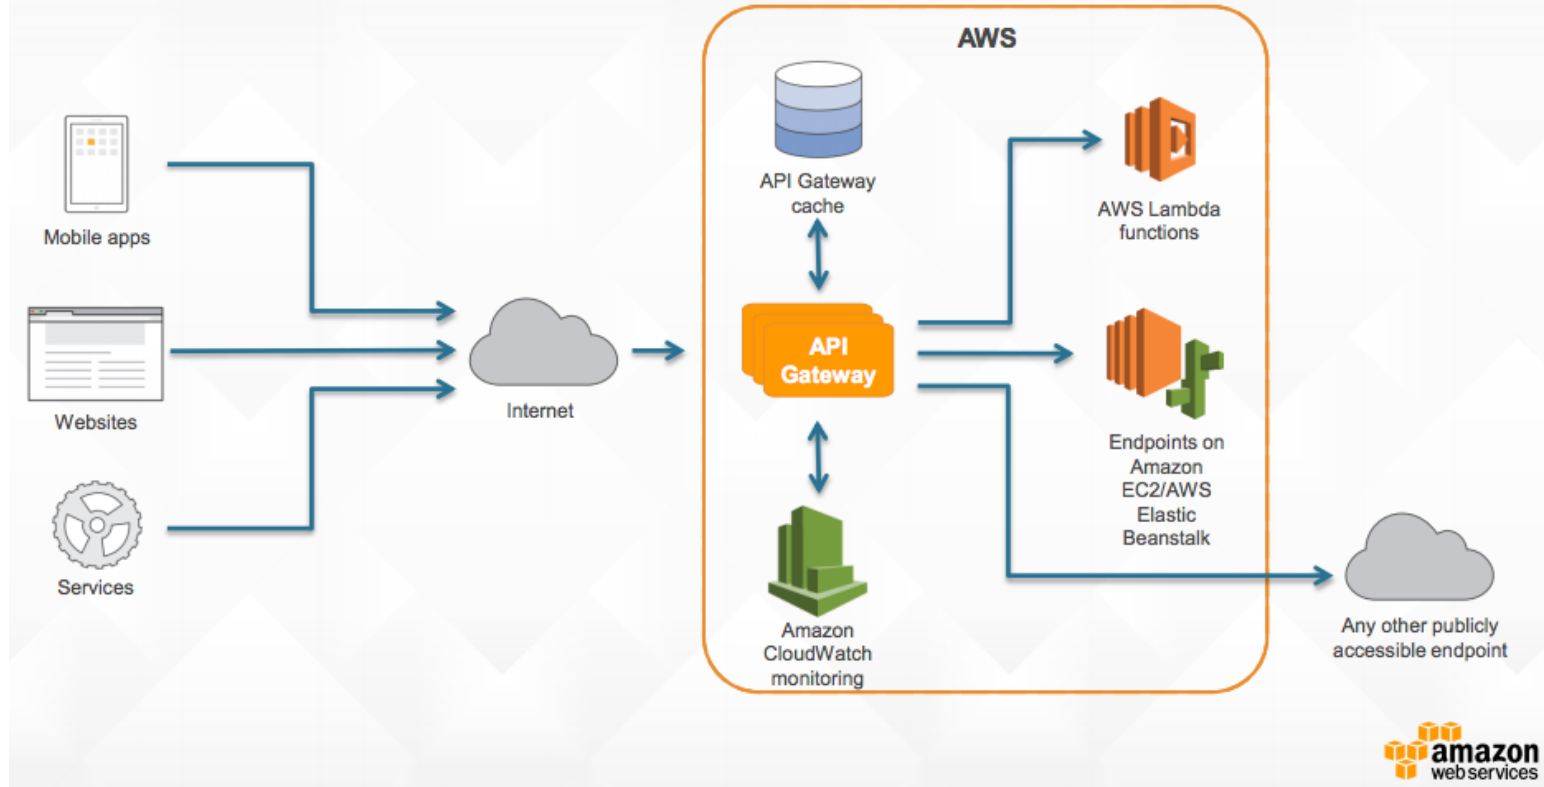 AWS
API Gateway
cache
AWS Lambda
functions
Mobile apps
API
Gateway
Websites
Internet
Endpoints on
Amazon
EC2/AWS
Elastic
Beanstalk
Services
Amazon
CloudWatch
monitoring
Any other publicly
accessible endpoint
amazon
webservices